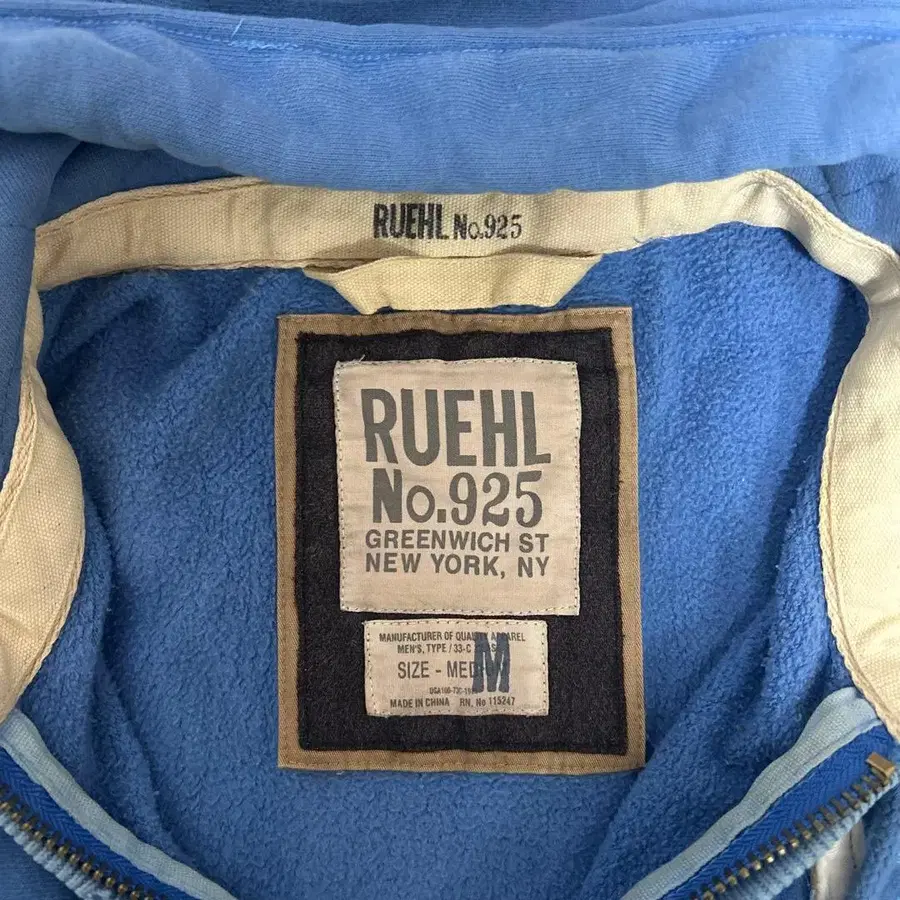 RUEHL No.925
RUEHL
No.925
GREENWICH ST
NEW YORK, NY
MANUFACTURER OF QUALITY APPAREL
MEN'S, TYPE / 33-C
SIZE - MEDIUM
M
MADE IN CHINA RN. No 115247